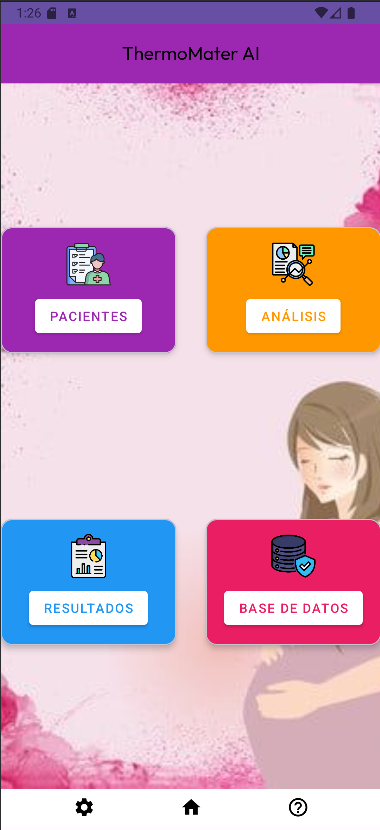 1:26
ThermoMater AI
PACIENTES
ANÁLISIS
RESULTADOS
BASE DE DATOS